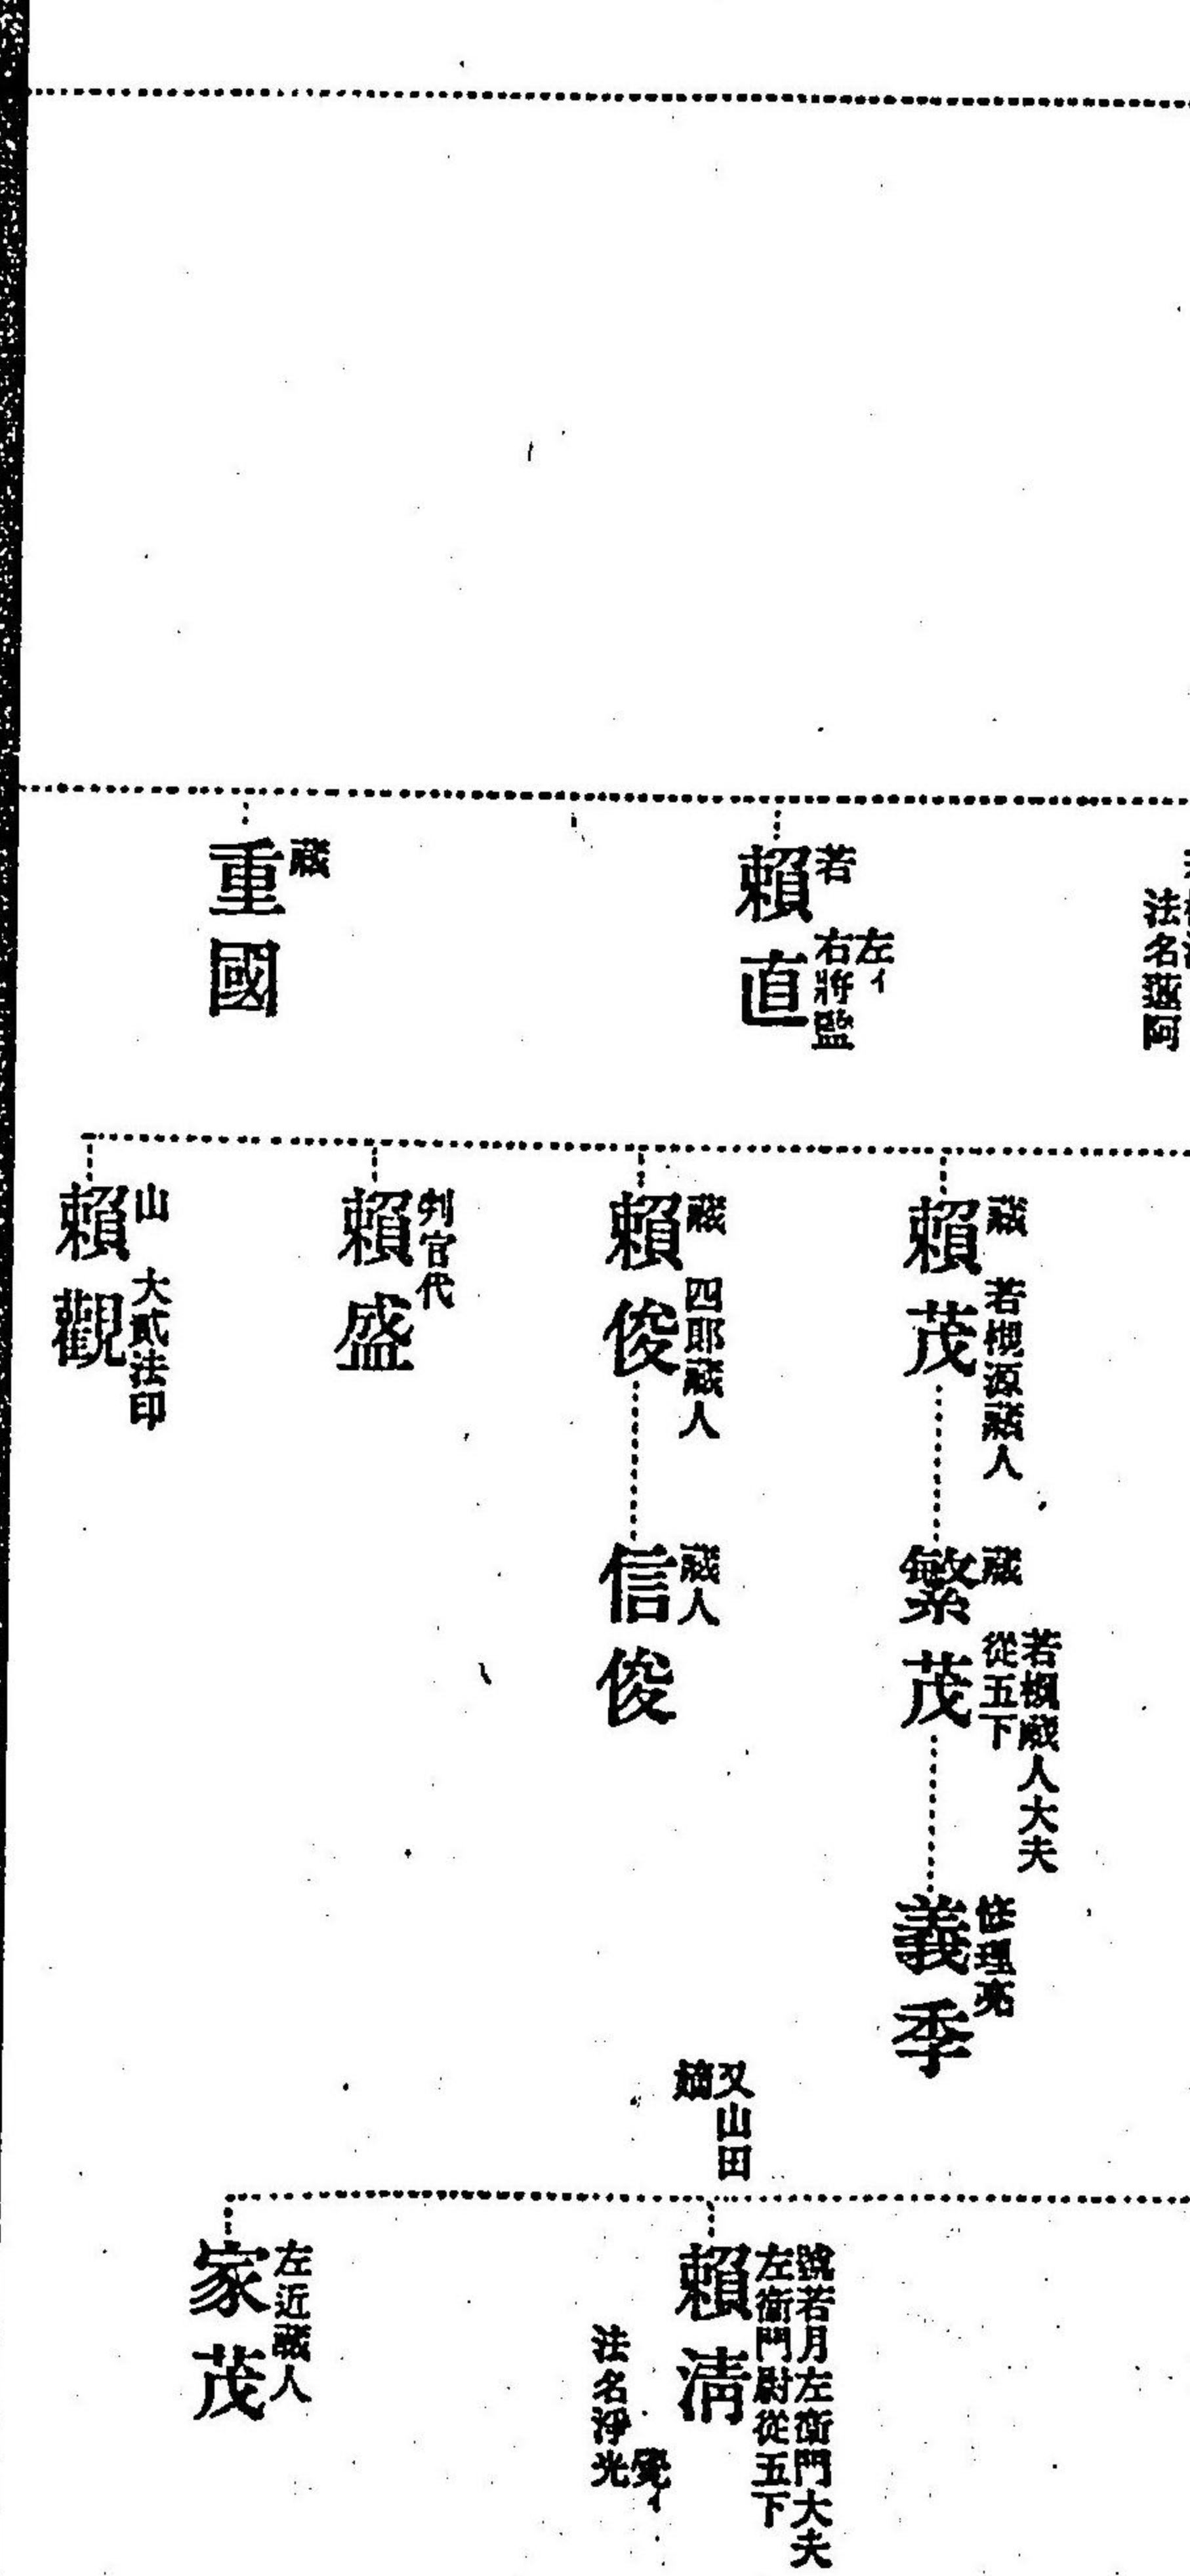 法名蓮阿
若
左イ
右將監
賴直
藏
重國
藏 若槻源藏人
賴茂
藏
若槻藏人大夫
從五下
繁茂
修理亮
義季
藏 四郎藏人
賴俊
藏人
信俊
判官代
賴盛
山 大貳法印
賴觀
又山田
嫡
號若月左衞門大夫
左衞門尉從五下
賴清
覺イ
法名淨光
左近藏人
家茂